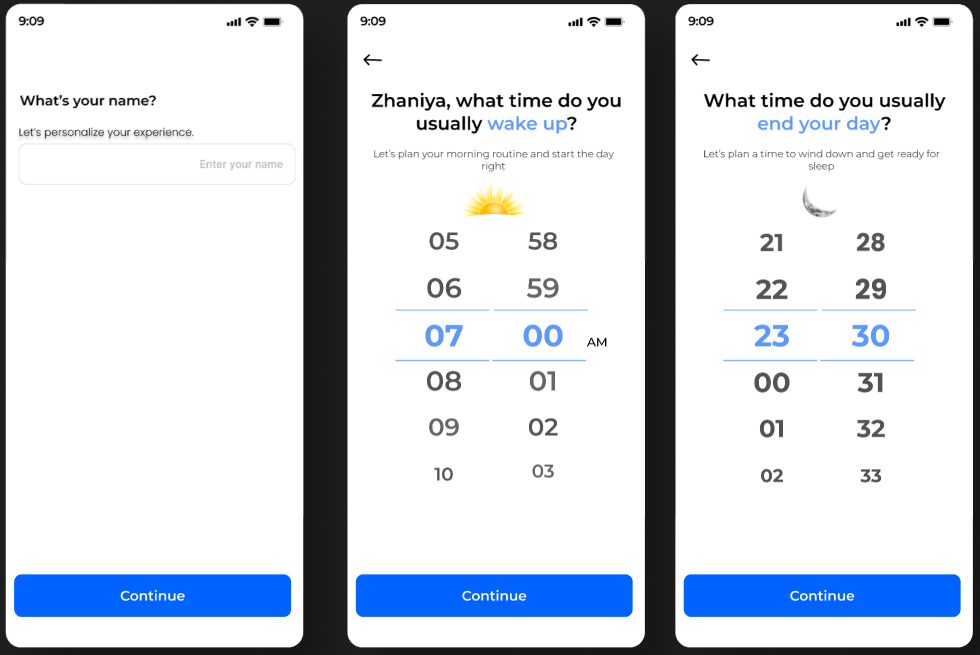 9:09
What's your name?
Let's personalize your experience.
Enter your name
Continue
9:09
Zhaniya, what time do you
usually wake up?
Let's plan your morning routine and start the day
right
05 58
06 59
07 00 AM
08 01
09 02
10 03
Continue
9:09
What time do you usually
end your day?
Let's plan a time to wind down and get ready for
sleep
21 28
22 29
23 30
00 31
01 32
02 33
Continue